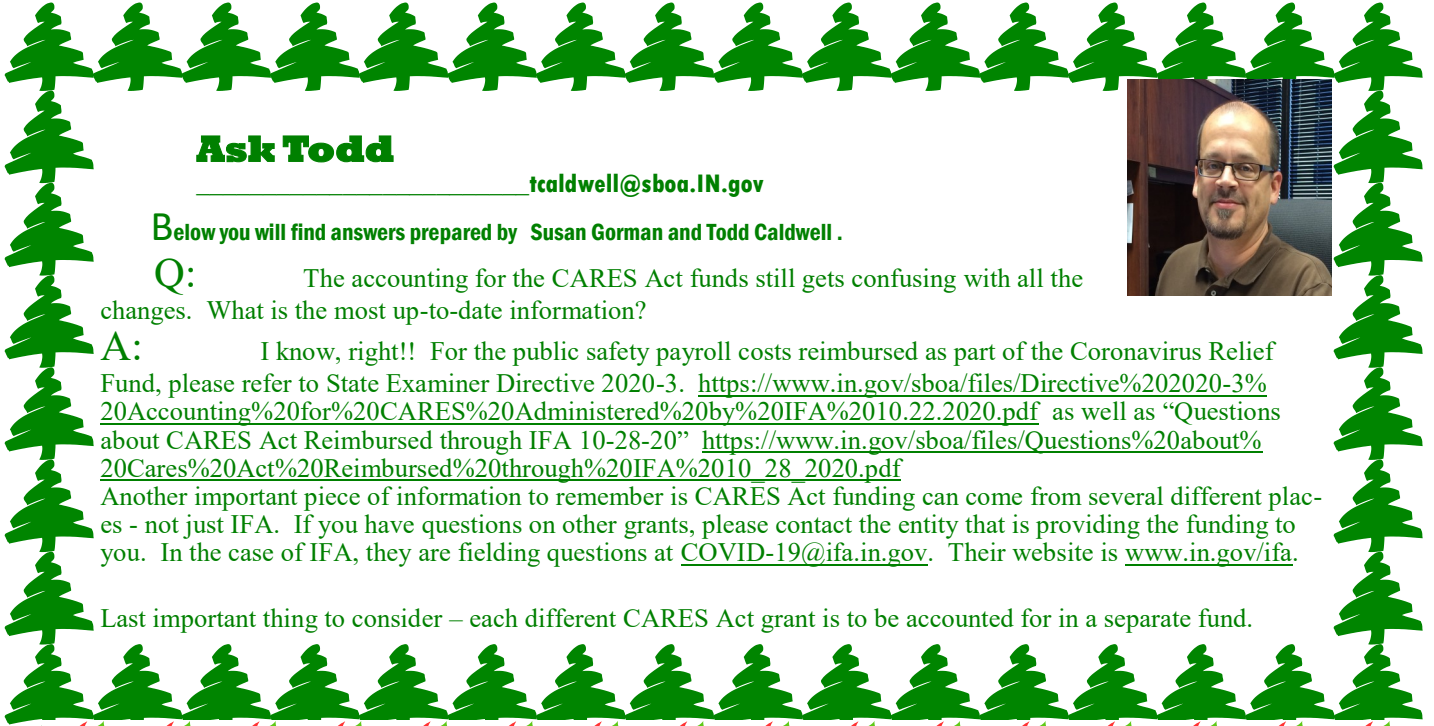 Ask Todd
______________________________tcaldwell@sboa.IN.gov
Below you will find answers prepared by Susan Gorman and Todd Caldwell .
Q: The accounting for the CARES Act funds still gets confusing with all the
changes. What is the most up-to-date information?
A: I know, right!! For the public safety payroll costs reimbursed as part of the Coronavirus Relief
Fund, please refer to State Examiner Directive 2020-3. https://www.in.gov/sboa/files/Directive%202020-3%
20Accounting%20for%20CARES%20Administered%20by%20IFA%2010.22.2020.pdf as well as “Questions
about CARES Act Reimbursed through IFA 10-28-20” https://www.in.gov/sboa/files/Questions%20about%
20Cares%20Act%20Reimbursed%20through%20IFA%2010_28_2020.pdf
Another important piece of information to remember is CARES Act funding can come from several different plac-
es - not just IFA. If you have questions on other grants, please contact the entity that is providing the funding to
you. In the case of IFA, they are fielding questions at COVID-19@ifa.in.gov. Their website is www.in.gov/ifa.
Last important thing to consider – each different CARES Act grant is to be accounted for in a separate fund.